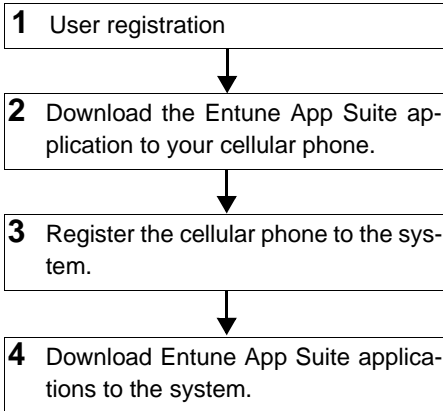 1 User registration
2 Download the Entune App Suite ap-
plication to your cellular phone.
3 Register the cellular phone to the sys-
tem.
4 Download Entune App Suite applica-
tions to the system.